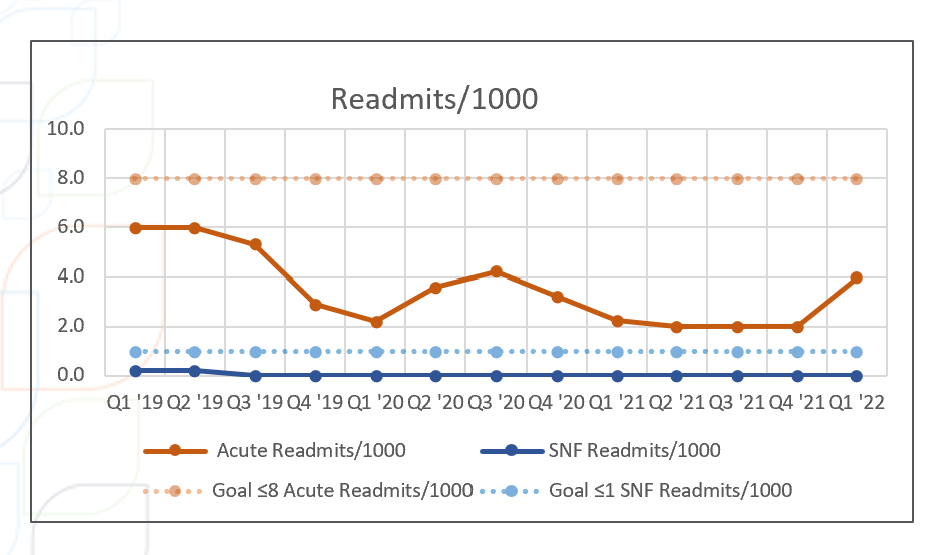 Readmits/1000
10.0
8.0
6.0
4.0
2.0
0.0
Q1 '19 Q2 '19 Q3 '19 Q4 '19 Q1 '20 Q2 '20 Q3 '20 Q4 '20 Q1 '21 Q2 '21 Q3 '21 Q4 '21 Q1 '22
Acute Readmits/1000 SNF Readmits/1000
Goal ≤8 Acute Readmits/1000 Goal ≤1 SNF Readmits/1000